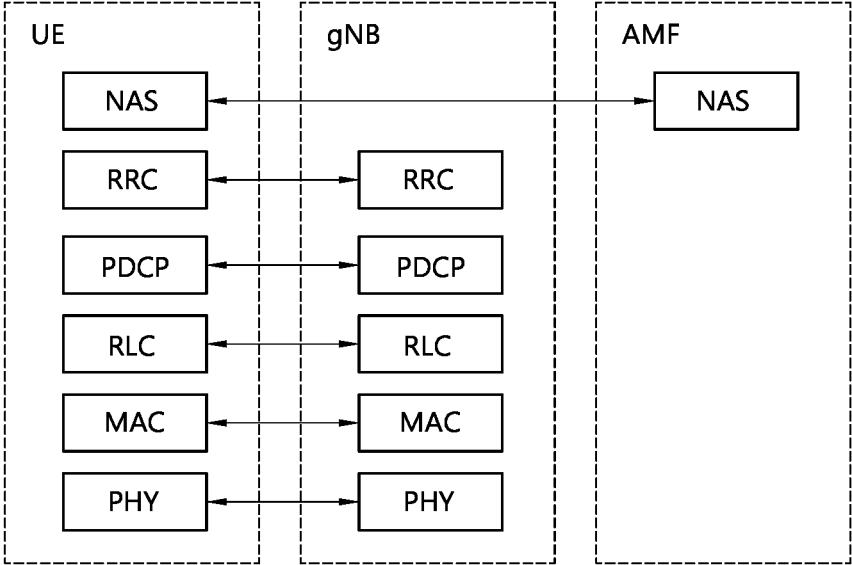 UE gNB AMF
NAS NAS
RRC RRC
PDCP PDCP
RLC RLC
MAC MAC
PHY PHY